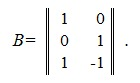 B= ‖ 1 0 ‖
‖ 0 1 ‖ .
‖ 1 -1 ‖